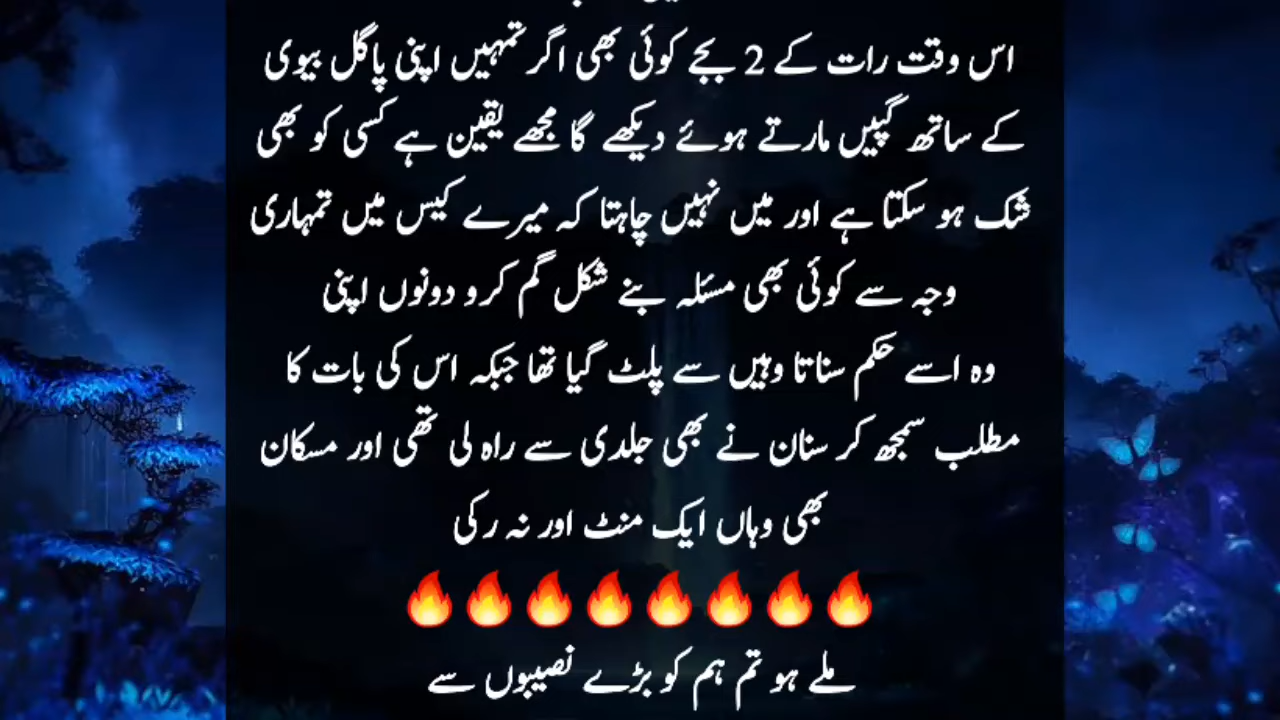 اس وقت رات کے 2 بجے کوئی بھی اگر تمہیں اپنی پاگل بیوی
کے ساتھ گپیں مارتے ہوئے دیکھے گا مجھے یقین ہے کسی کو بھی
شک ہو سکتا ہے اور میں نہیں چاہتا کہ میرے کیس میں تمہاری
وجہ سے کوئی بھی مسئلہ بنے شکل گم کرو دونوں اپنی
وہ اسے حکم سناتا وہیں سے پلٹ گیا تھا جبکہ اس کی بات کا
مطلب سمجھ کر سنان نے بھی جلدی سے راہ لی تھی اور مسکان
بھی وہاں ایک منٹ اور نہ رکی
🔥🔥🔥🔥🔥🔥🔥🔥
ملے ہو تم ہم کو بڑے نصیبوں سے